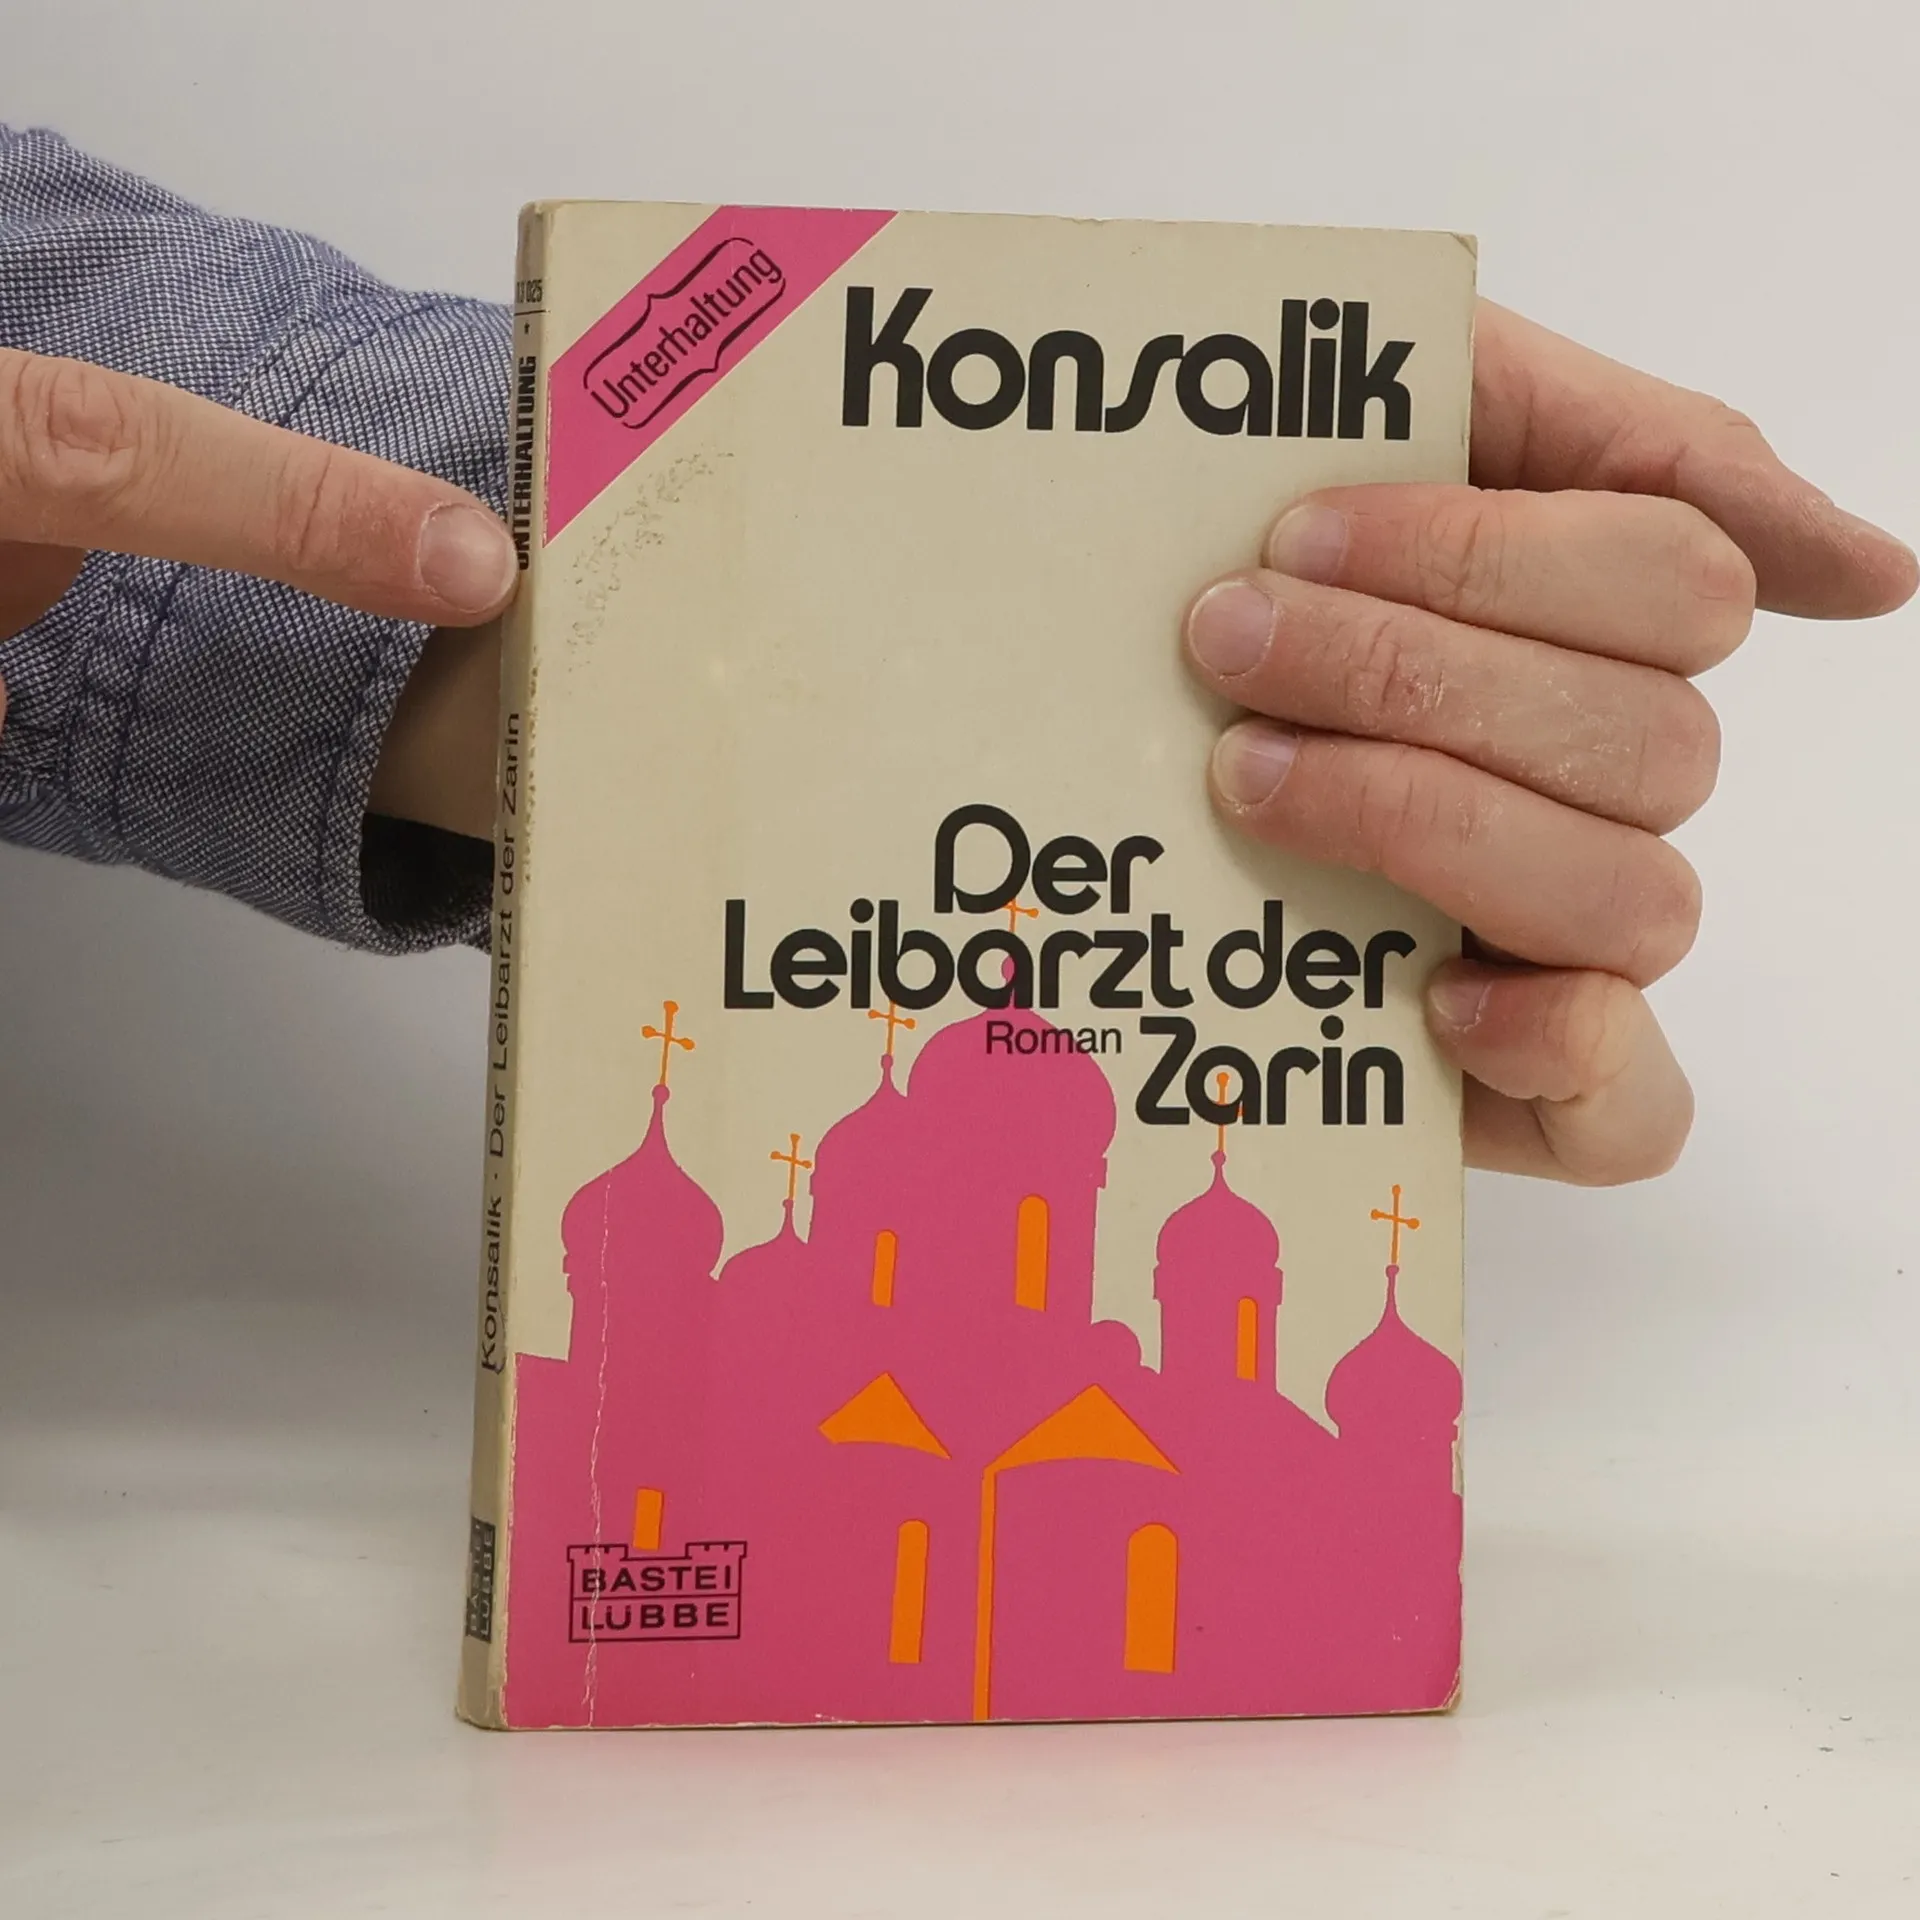 Unterhaltung
Konsalik
Der
Leibarzt der
Roman Zarin
BASTEI
LÜBBE
UNTERHALTUNG
Konsalik · Der Leibarzt der Zarin
BASTEI
LÜBBE